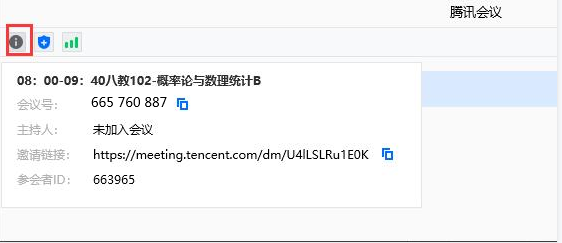 腾讯会议
08：00-09：40八教102-概率论与数理统计B
会议号： 665 760 887
主持人： 未加入会议
邀请链接： https://meeting.tencent.com/dm/U4lLSLRu1E0K
参会者ID： 663965